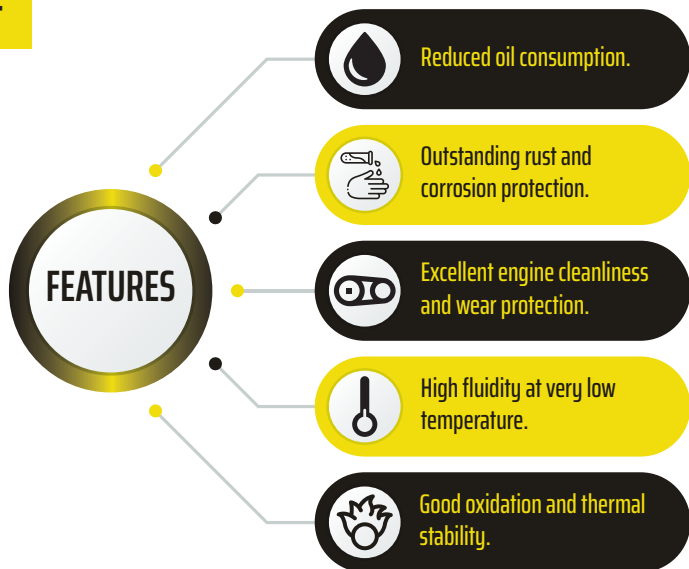 FEATURES
Reduced oil consumption.
Outstanding rust and
corrosion protection.
Excellent engine cleanliness
and wear protection.
High fluidity at very low
temperature.
Good oxidation and thermal
stability.